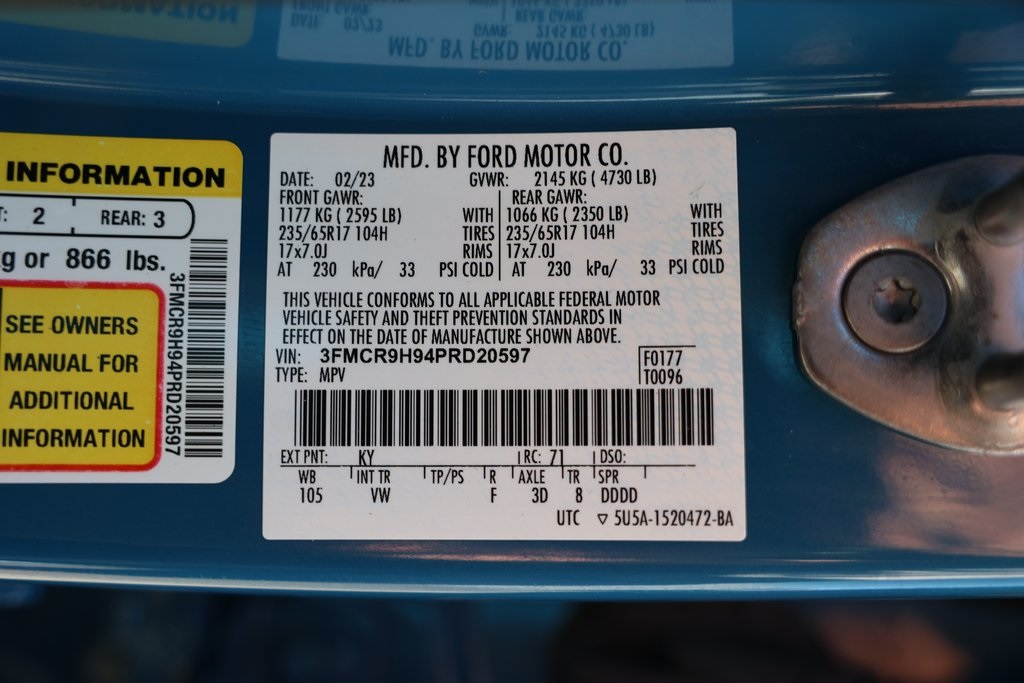 INFORMATION
2 REAR: 3
or 866 lbs.
SEE OWNERS
MANUAL FOR
ADDITIONAL
INFORMATION
3FMCR9H94PRD20597
MFD. BY FORD MOTOR CO.
DATE: 02/23 GVWR: 2145 KG ( 4730 LB)
FRONT GAWR: REAR GAWR:
1177 KG ( 2595 LB) WITH 1066 KG ( 2350 LB) WITH
235/65R17 104H TIRES 235/65R17 104H TIRES
17x7.0J RIMS 17x7.0J RIMS
AT 230 kPa/ 33 PSI COLD AT 230 kPa/ 33 PSI COLD
THIS VEHICLE CONFORMS TO ALL APPLICABLE FEDERAL MOTOR
VEHICLE SAFETY AND THEFT PREVENTION STANDARDS IN
EFFECT ON THE DATE OF MANUFACTURE SHOWN ABOVE.
VIN: 3FMCR9H94PRD20597 F0177
TYPE: MPV T0096
EXT PNT: KY RC: 71 DSO:
WB INT TR TP/PS R AXLE TR SPR
105 VW F 3D 8 DDDD
UTC ▽ 5U5A-1520472-BA